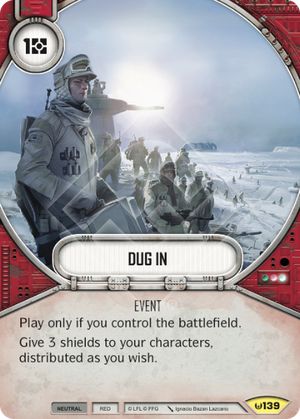 1
DUG IN
EVENT
Play only if you control the battlefield.
Give 3 shields to your characters,
distributed as you wish.
NEUTRAL RED © LFL © FFG Ignacio Bazan Lazcano 139